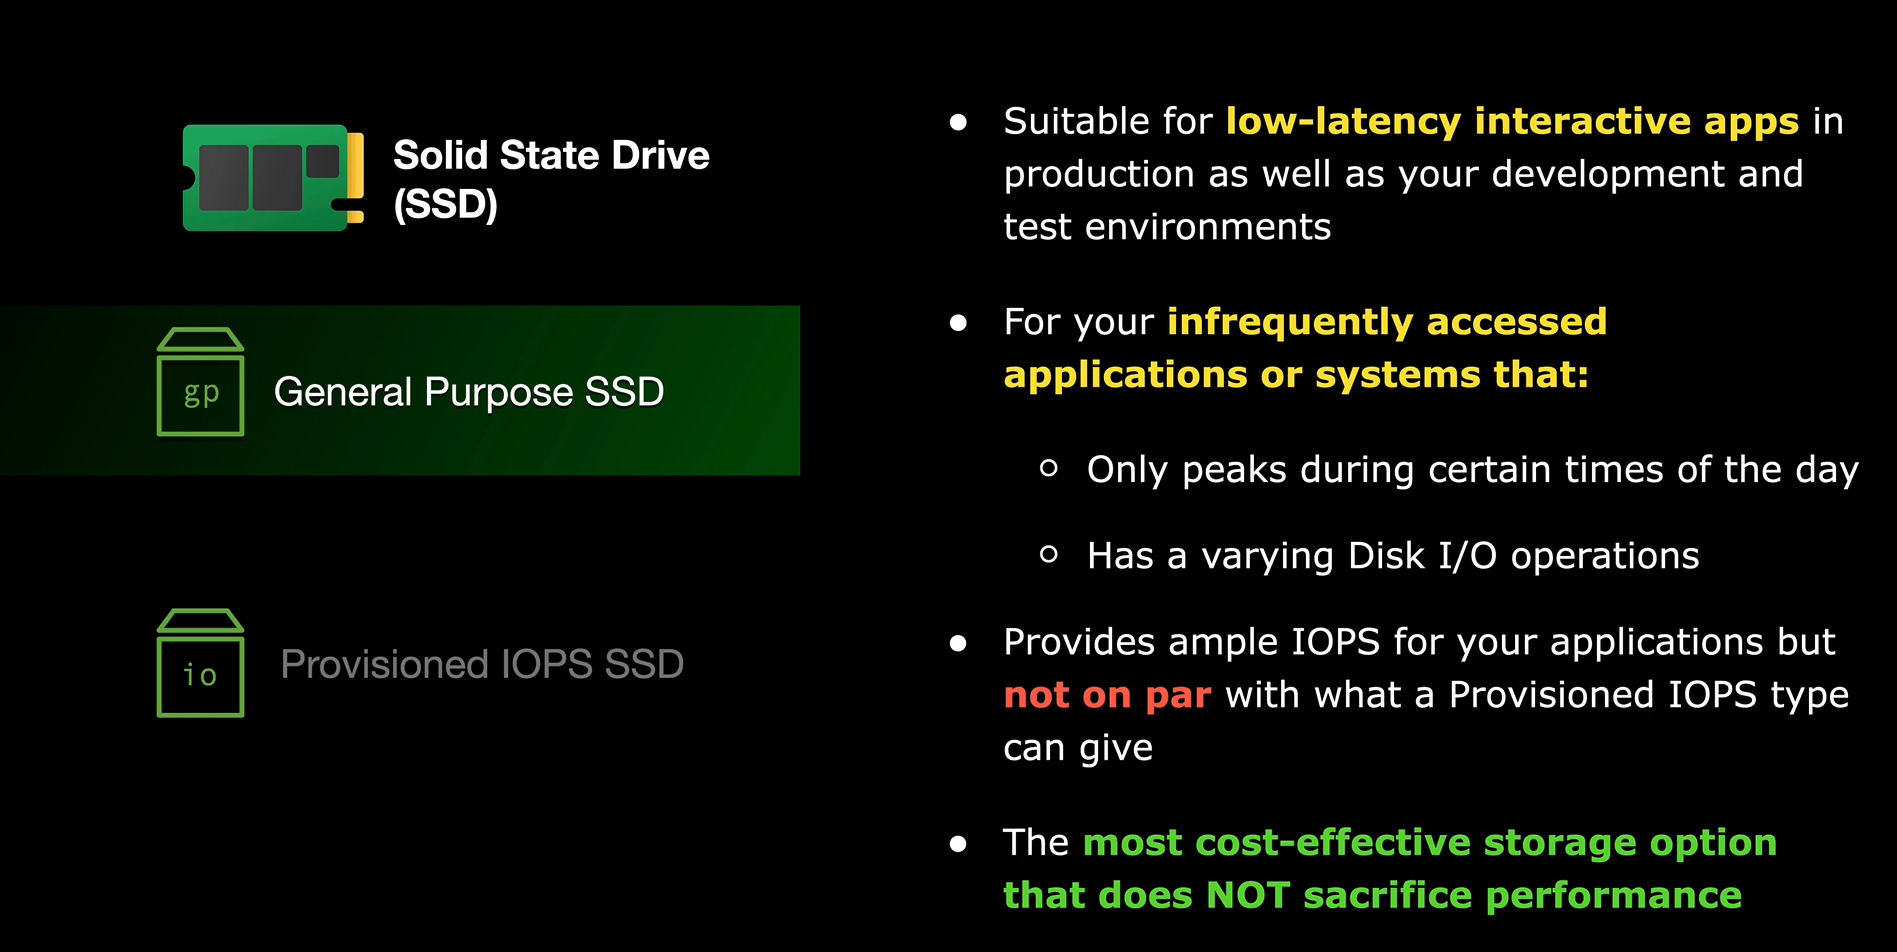 Solid State Drive
(SSD)
gp
General Purpose SSD
io
Provisioned IOPS SSD
● Suitable for low-latency interactive apps in
production as well as your development and
test environments
● For your infrequently accessed
applications or systems that:
○ Only peaks during certain times of the day
○ Has a varying Disk I/O operations
● Provides ample IOPS for your applications but
not on par with what a Provisioned IOPS type
can give
● The most cost-effective storage option
that does NOT sacrifice performance